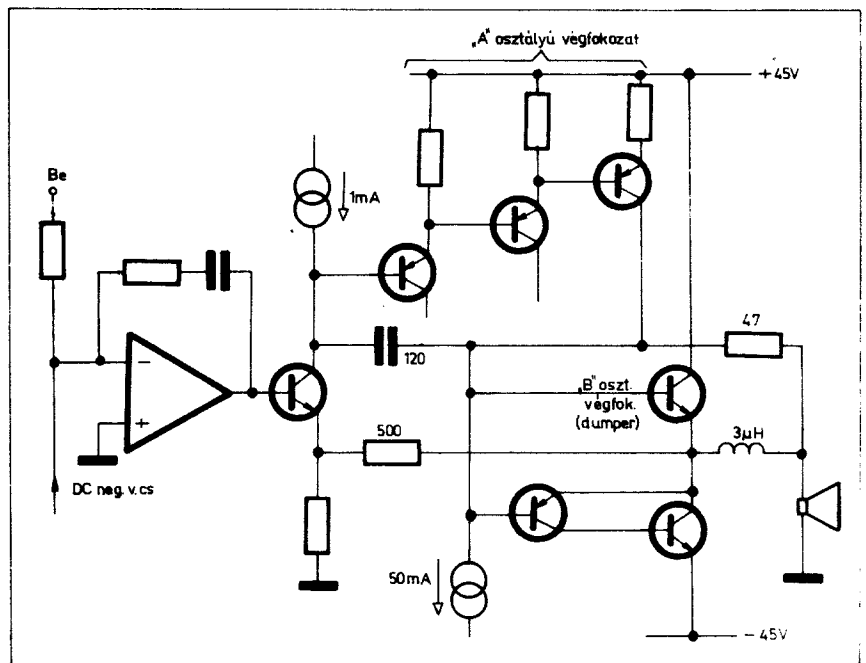 „A” osztályú végfokozat
+45V
Be
1mA
47
120
„B” oszt.
végfok.
(dumper)
3µH
500
−
+
DC neg. v. cs
50mA
−45V